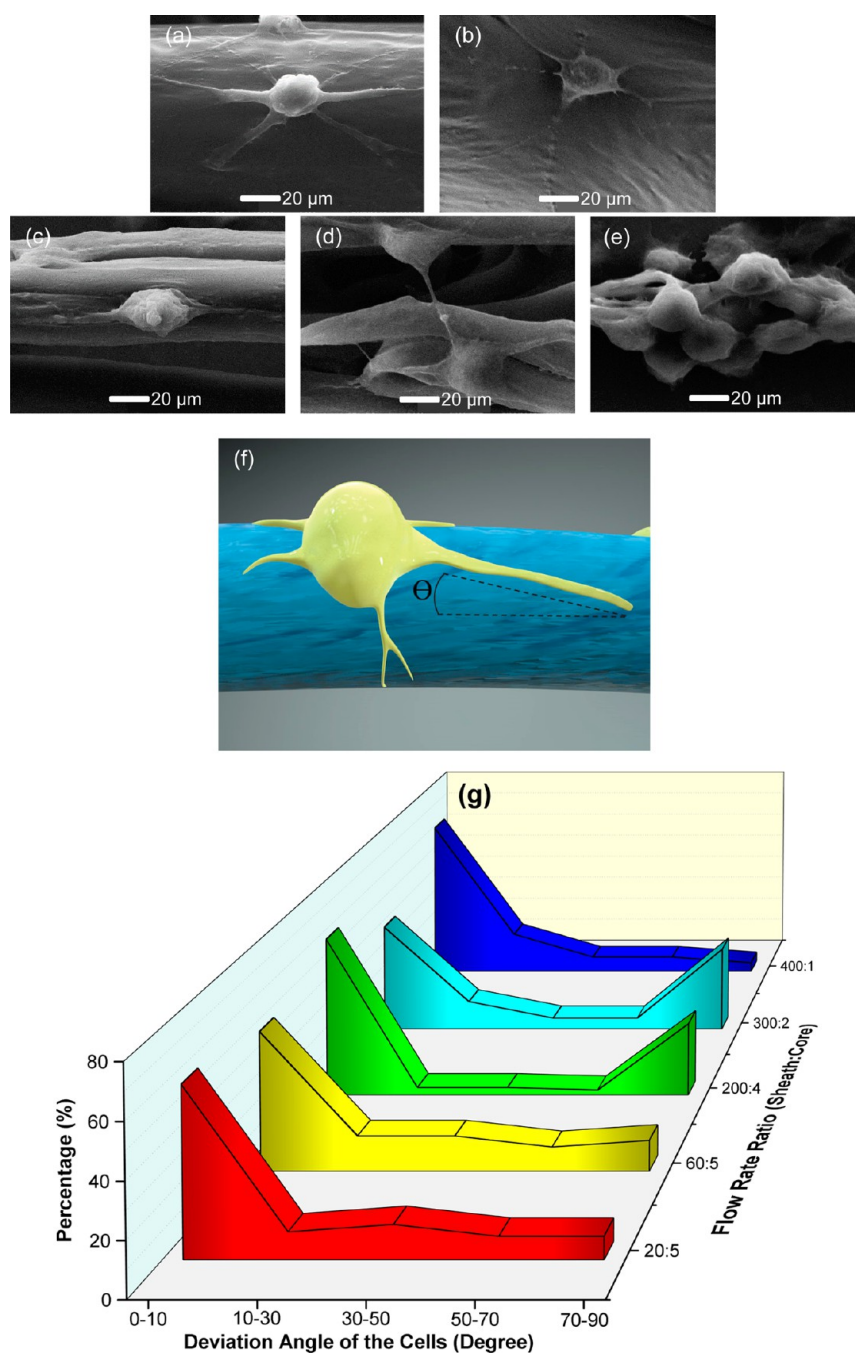 (a)
20 µm
(b)
20 µm
(c)
20 µm
(d)
20 µm
(e)
20 µm
(f)
Θ
(g)
80
60
40
20
0
Percentage (%)
0-10
10-30
30-50
50-70
70-90
Deviation Angle of the Cells (Degree)
20:5
60:5
200:4
300:2
400:1
Flow Rate Ratio (Sheath:Core)